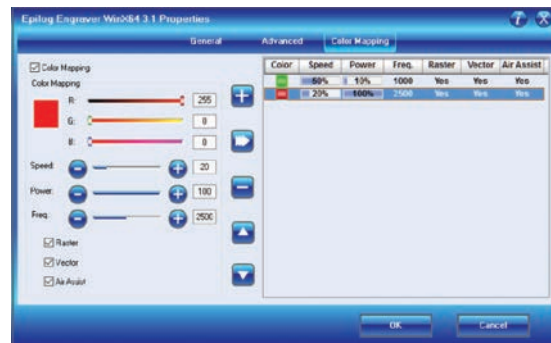 Epilog Engraver WinX64 3.1 Properties
General Advanced Color Mapping
Color Mapping
Color Mapping
R: 255
G: 0
B: 0
Speed: 20
Power: 100
Freq. 2500
Raster
Vector
Air Assist
Color Speed Power Freq. Raster Vector Air Assist
60% 10% 1000 Yes Yes Yes
20% 100% 2500 Yes Yes Yes
OK Cancel